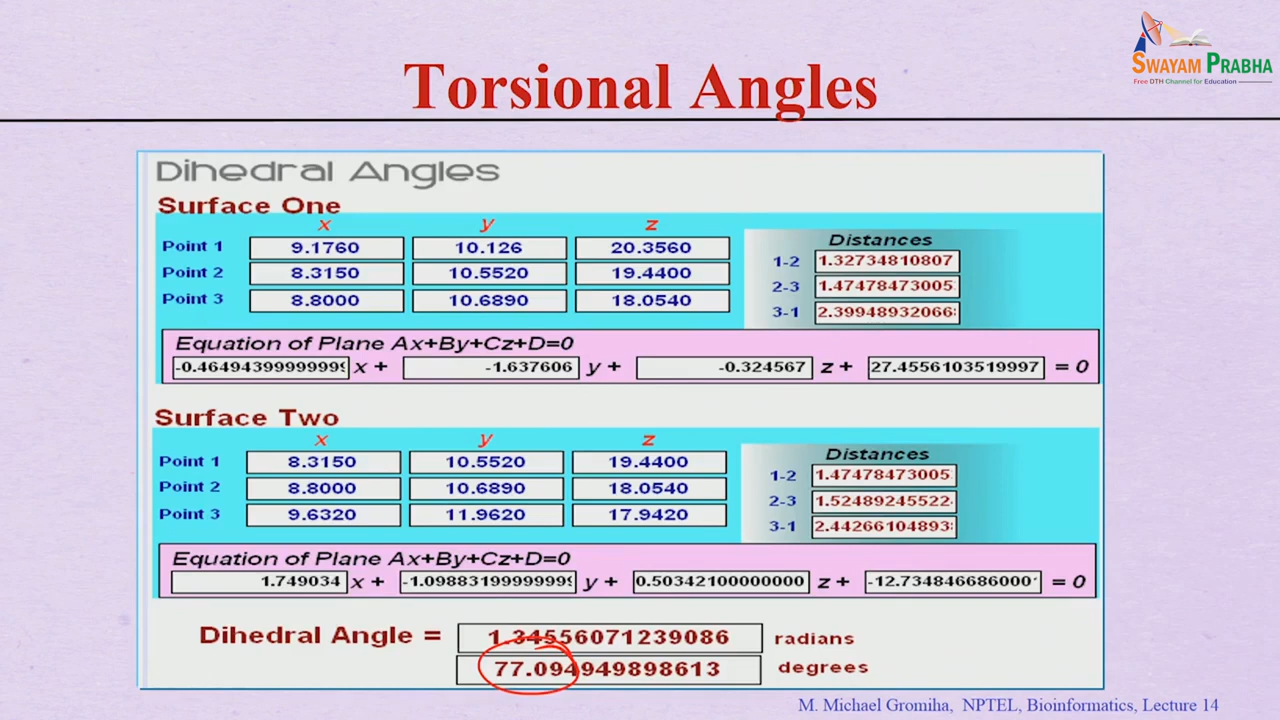 SWAYAM PRABHA
Free DTH Channel for Education
Torsional Angles
Dihedral Angles
Surface One
x y z
Point 1 9.1760 10.126 20.3560
Point 2 8.3150 10.5520 19.4400
Point 3 8.8000 10.6890 18.0540
Distances
1-2 1.32734810807
2-3 1.47478473005
3-1 2.39948932066
Equation of Plane Ax+By+Cz+D=0
-0.4649439999999 x + -1.637606 y + -0.324567 z + 27.4556103519997 = 0
Surface Two
x y z
Point 1 8.3150 10.5520 19.4400
Point 2 8.8000 10.6890 18.0540
Point 3 9.6320 11.9620 17.9420
Distances
1-2 1.47478473005
2-3 1.52489245522
3-1 2.44266104893
Equation of Plane Ax+By+Cz+D=0
1.749034 x + -1.0988319999999 y + 0.50342100000000 z + -12.734846686000 = 0
Dihedral Angle = 1.34556071239086 radians
77.094949898613 degrees
M. Michael Gromiha, NPTEL, Bioinformatics, Lecture 14